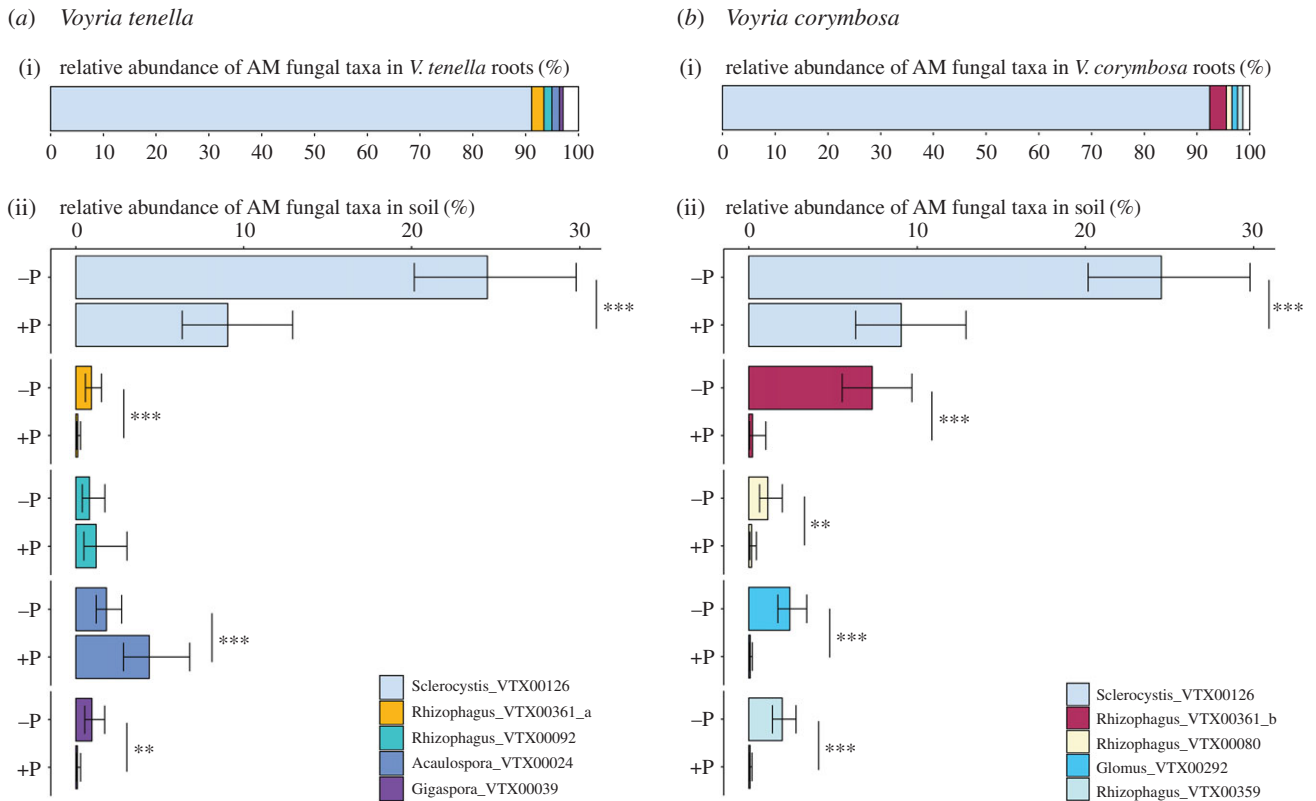 (a) Voyria tenella
(i) relative abundance of AM fungal taxa in V. tenella roots (%)
0 10 20 30 40 50 60 70 80 90 100
(ii) relative abundance of AM fungal taxa in soil (%)
0 10 20 30
–P
+P
***
–P
+P
***
–P
+P
–P
+P
***
–P
+P
**
Sclerocystis_VTX00126
Rhizophagus_VTX00361_a
Rhizophagus_VTX00092
Acaulospora_VTX00024
Gigaspora_VTX00039
(b) Voyria corymbosa
(i) relative abundance of AM fungal taxa in V. corymbosa roots (%)
0 10 20 30 40 50 60 70 80 90 100
(ii) relative abundance of AM fungal taxa in soil (%)
0 10 20 30
–P
+P
***
–P
+P
***
–P
+P
**
–P
+P
***
–P
+P
***
Sclerocystis_VTX00126
Rhizophagus_VTX00361_b
Rhizophagus_VTX00080
Glomus_VTX00292
Rhizophagus_VTX00359